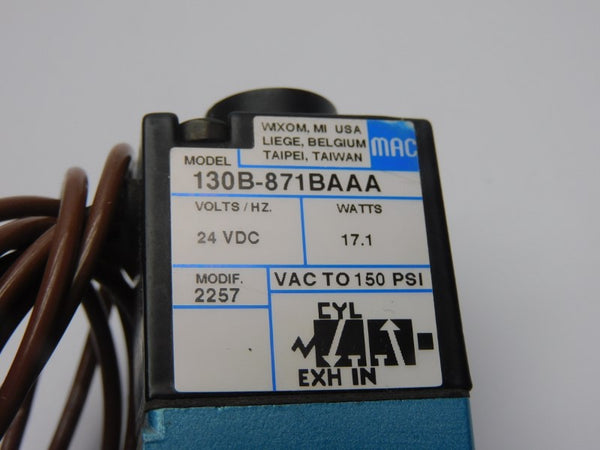 WIXOM, MI USA
LIEGE, BELGIUM
TAIPEI, TAIWAN
MAC
MODEL
130B-871BAAA
VOLTS/HZ.
WATTS
24 VDC
17.1
MODIF.
2257
VAC TO 150 PSI
CYL
EXH IN